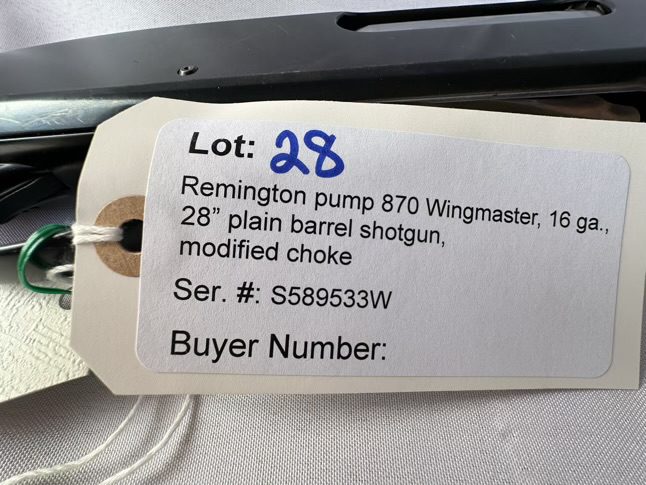 Lot: 28
Remington pump 870 Wingmaster, 16 ga.,
28” plain barrel shotgun,
modified choke
Ser. #: S589533W
Buyer Number: